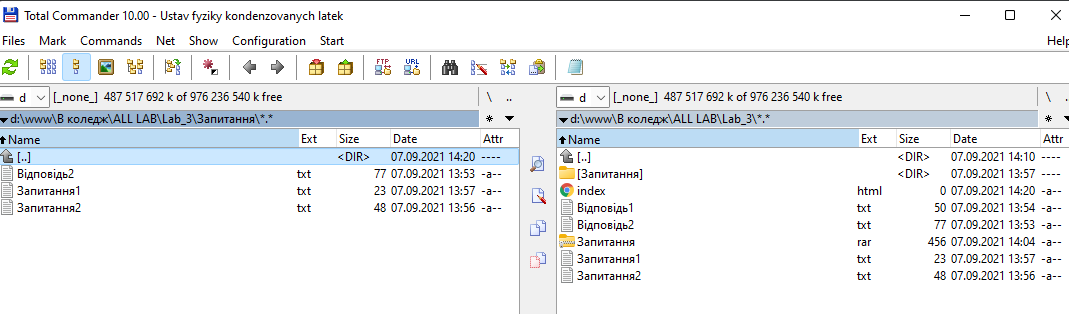 Total Commander 10.00 - Ustav fyziky kondenzovanych latek
Files Mark Commands Net Show Configuration Start Help
FTP URL
d [_none_] 487 517 692 k of 976 236 540 k free \ ..
d:\www\В коледж\ALL LAB\Lab_3\Запитання\*.* *
Name Ext Size Date Attr
[..] <DIR> 07.09.2021 14:20 ----
Відповідь2 txt 77 07.09.2021 13:53 -a--
Запитання1 txt 23 07.09.2021 13:57 -a--
Запитання2 txt 48 07.09.2021 13:56 -a--
d [_none_] 487 517 692 k of 976 236 540 k free \ ..
d:\www\В коледж\ALL LAB\Lab_3\*.* *
Name Ext Size Date Attr
[..] <DIR> 07.09.2021 14:10 ----
[Запитання] <DIR> 07.09.2021 13:57 ----
index html 0 07.09.2021 14:20 -a--
Відповідь1 txt 50 07.09.2021 13:54 -a--
Відповідь2 txt 77 07.09.2021 13:53 -a--
Запитання rar 456 07.09.2021 14:04 -a--
Запитання1 txt 23 07.09.2021 13:57 -a--
Запитання2 txt 48 07.09.2021 13:56 -a--